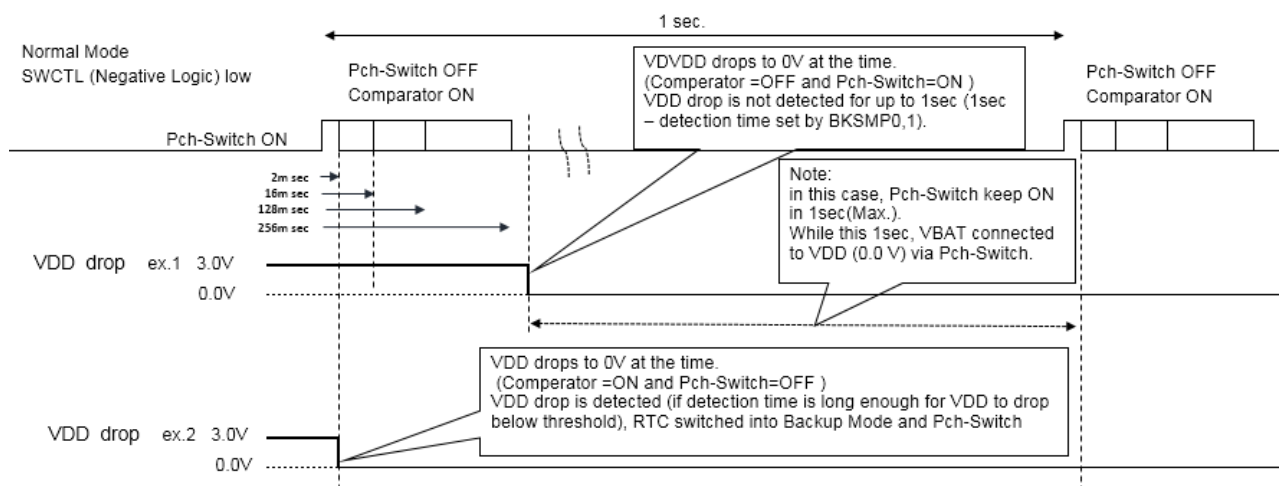 1 sec.
Normal Mode
SWCTL (Negative Logic) low
Pch-Switch OFF
Comparator ON
VDVDD drops to 0V at the time.
(Comperator =OFF and Pch-Switch=ON )
VDD drop is not detected for up to 1sec (1sec
– detection time set by BKSMP0,1).
Pch-Switch OFF
Comparator ON
Pch-Switch ON
Note:
in this case, Pch-Switch keep ON
in 1sec(Max.).
While this 1sec, VBAT connected
to VDD (0.0 V) via Pch-Switch.
2m sec
16m sec
128m sec
256m sec
VDD drop ex.1 3.0V
0.0V
VDD drops to 0V at the time.
(Comperator =ON and Pch-Switch=OFF )
VDD drop is detected (if detection time is long enough for VDD to drop
below threshold), RTC switched into Backup Mode and Pch-Switch
VDD drop ex.2 3.0V
0.0V